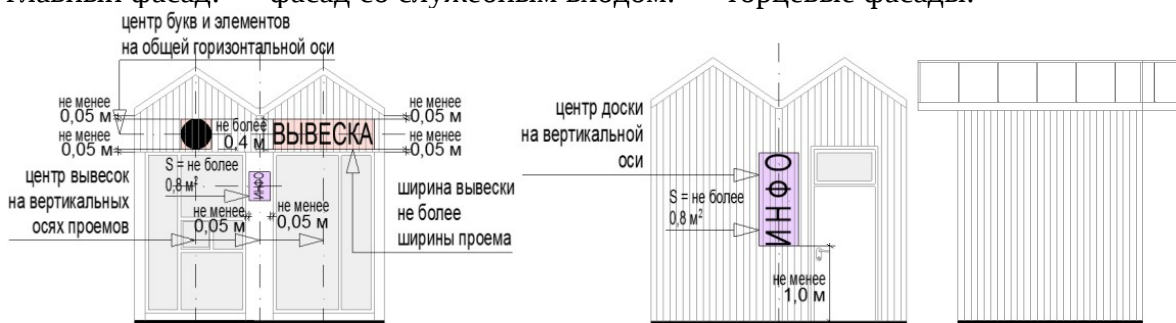 главный фасад: — фасад со служебным входом: — торцевые фасады:
центр букв и элементов
на общей горизонтальной оси
не менее
0,05 м
не менее
0,05 м
не более
0,4 м
ВЫВЕСКА
не менее
0,05 м
не менее
0,05 м
S = не более
0,8 м²
ИНФО
центр вывесок
на вертикальных
осях проемов
не менее
0,05 м
не менее
0,05 м
ширина вывески
не более
ширины проема
центр доски
на вертикальной
оси
S = не более
0,8 м²
ИНФО
не менее
1,0 м